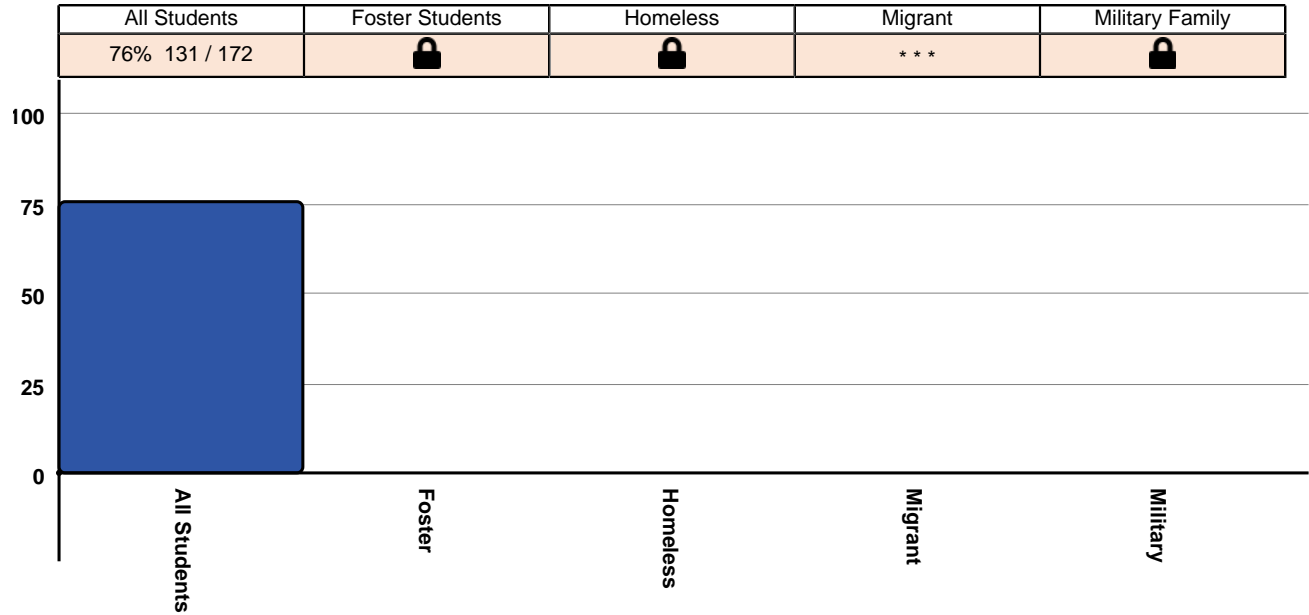 All Students Foster Students Homeless Migrant Military Family
76% 131 / 172 * * *
100
75
50
25
0
All Students
Foster
Homeless
Migrant
Military